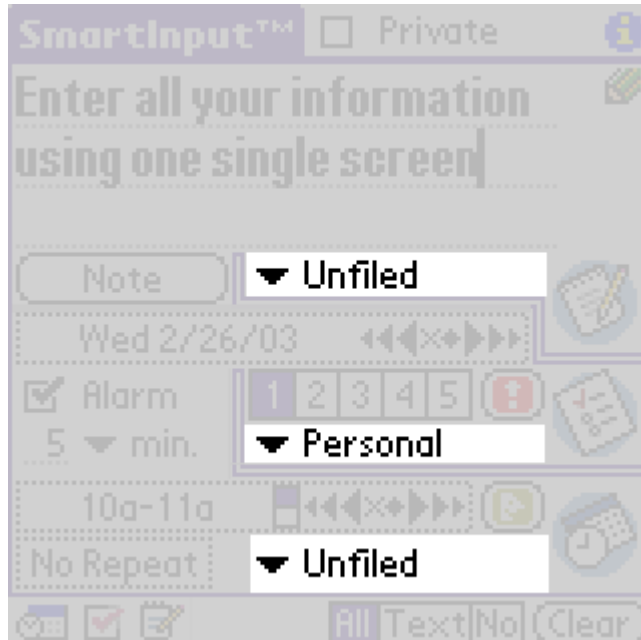 SmartInput™ Private
Enter all your information
using one single screen
Note
Unfiled
Wed 2/26/03
Alarm
1 2 3 4 5
5 min.
Personal
10a-11a
No Repeat
Unfiled
All Text No Clear